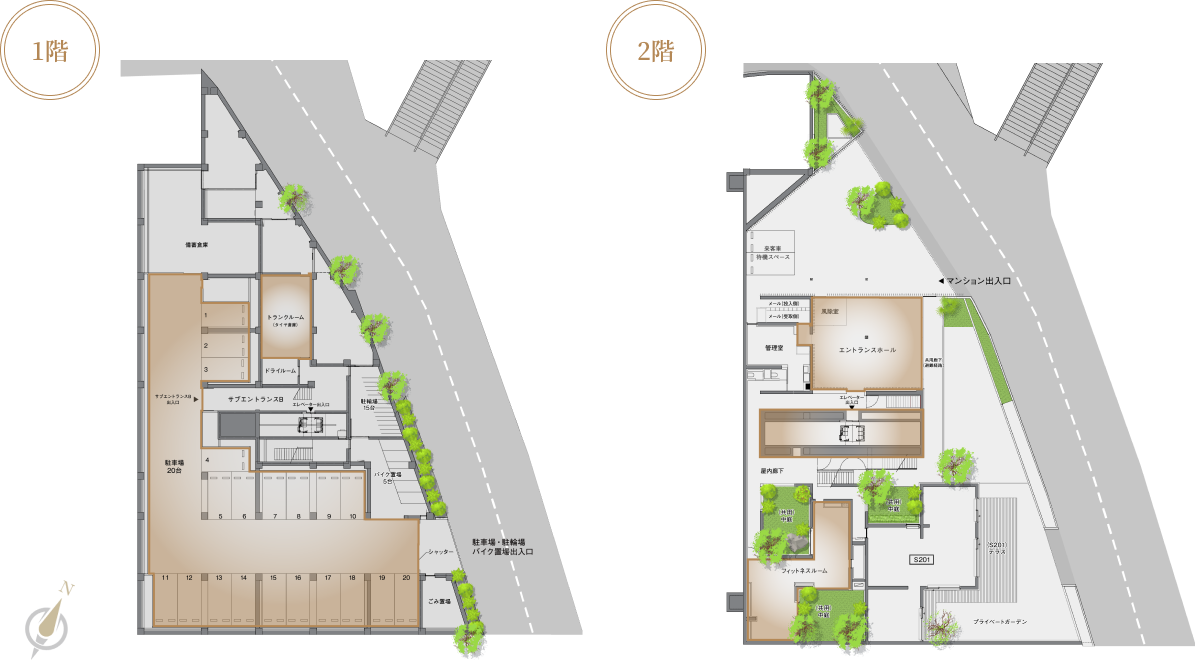 1階
備蓄倉庫
トランクルーム
(タイヤ置場)
1
2
3
ドライルーム
サブエントランスB
出入口
サブエントランスB
エレベーター出入口
駐輪場
15台
駐車場
20台
4
バイク置場
5台
5 6 7 8 9 10
駐車場・駐輪場
バイク置場出入口
シャッター
11 12 13 14 15 16 17 18 19 20
ごみ置場
N
2階
来客車
待機スペース
マンション出入口
メール(投入側)
メール(受取側)
風除室
管理室
エントランスホール
共用廊下
(避難経路)
エレベーター
出入口
屋内廊下
(共用)
中庭
(共用)
中庭
(S201)
テラス
S201
フィットネスルーム
(共用)
中庭
プライベートガーデン